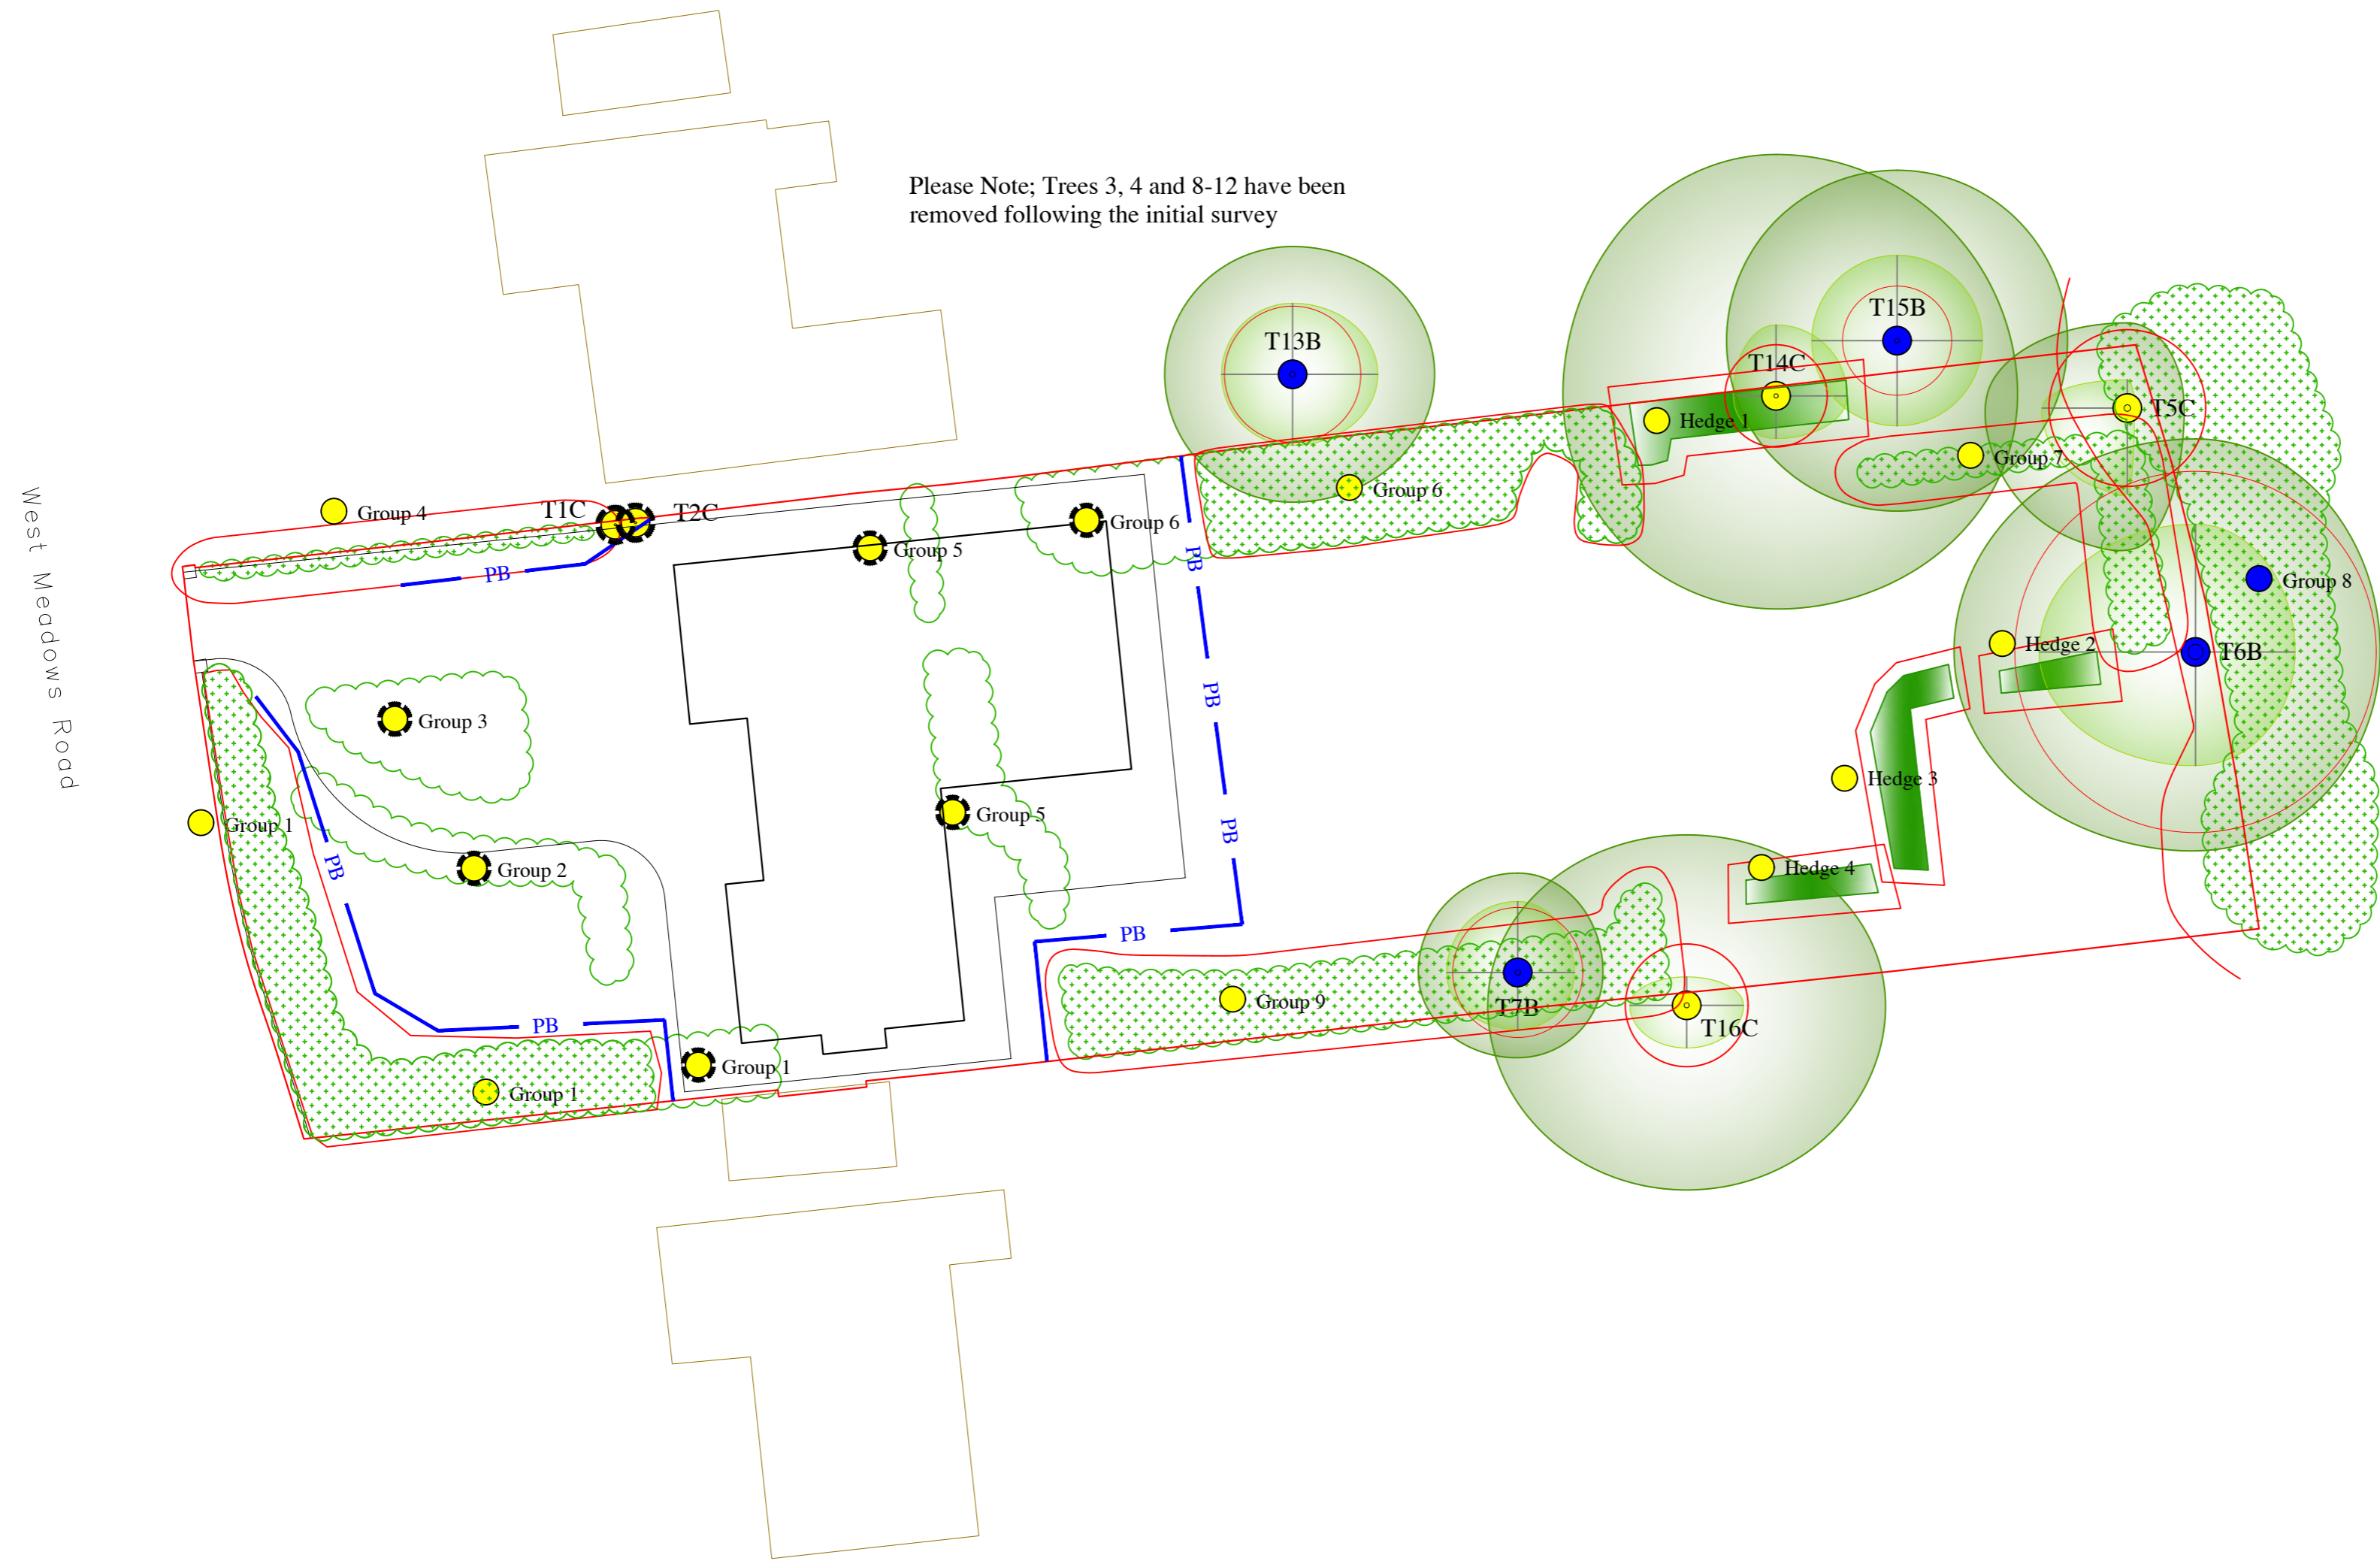 Please Note; Trees 3, 4 and 8-12 have been
removed following the initial survey
T13B
T15B
T14C
T5C
Hedge 1
Group 7
Group 6
Group 4
T1C
T2C
Group 6
Group 5
PB
PB
Group 8
West Meadows Road
Hedge 2
T6B
PB
Group 3
Hedge 3
Group 5
Group 1
PB
PB
Group 2
Hedge 4
PB
Group 9
T7B
PB
T16C
Group 1
Group 1